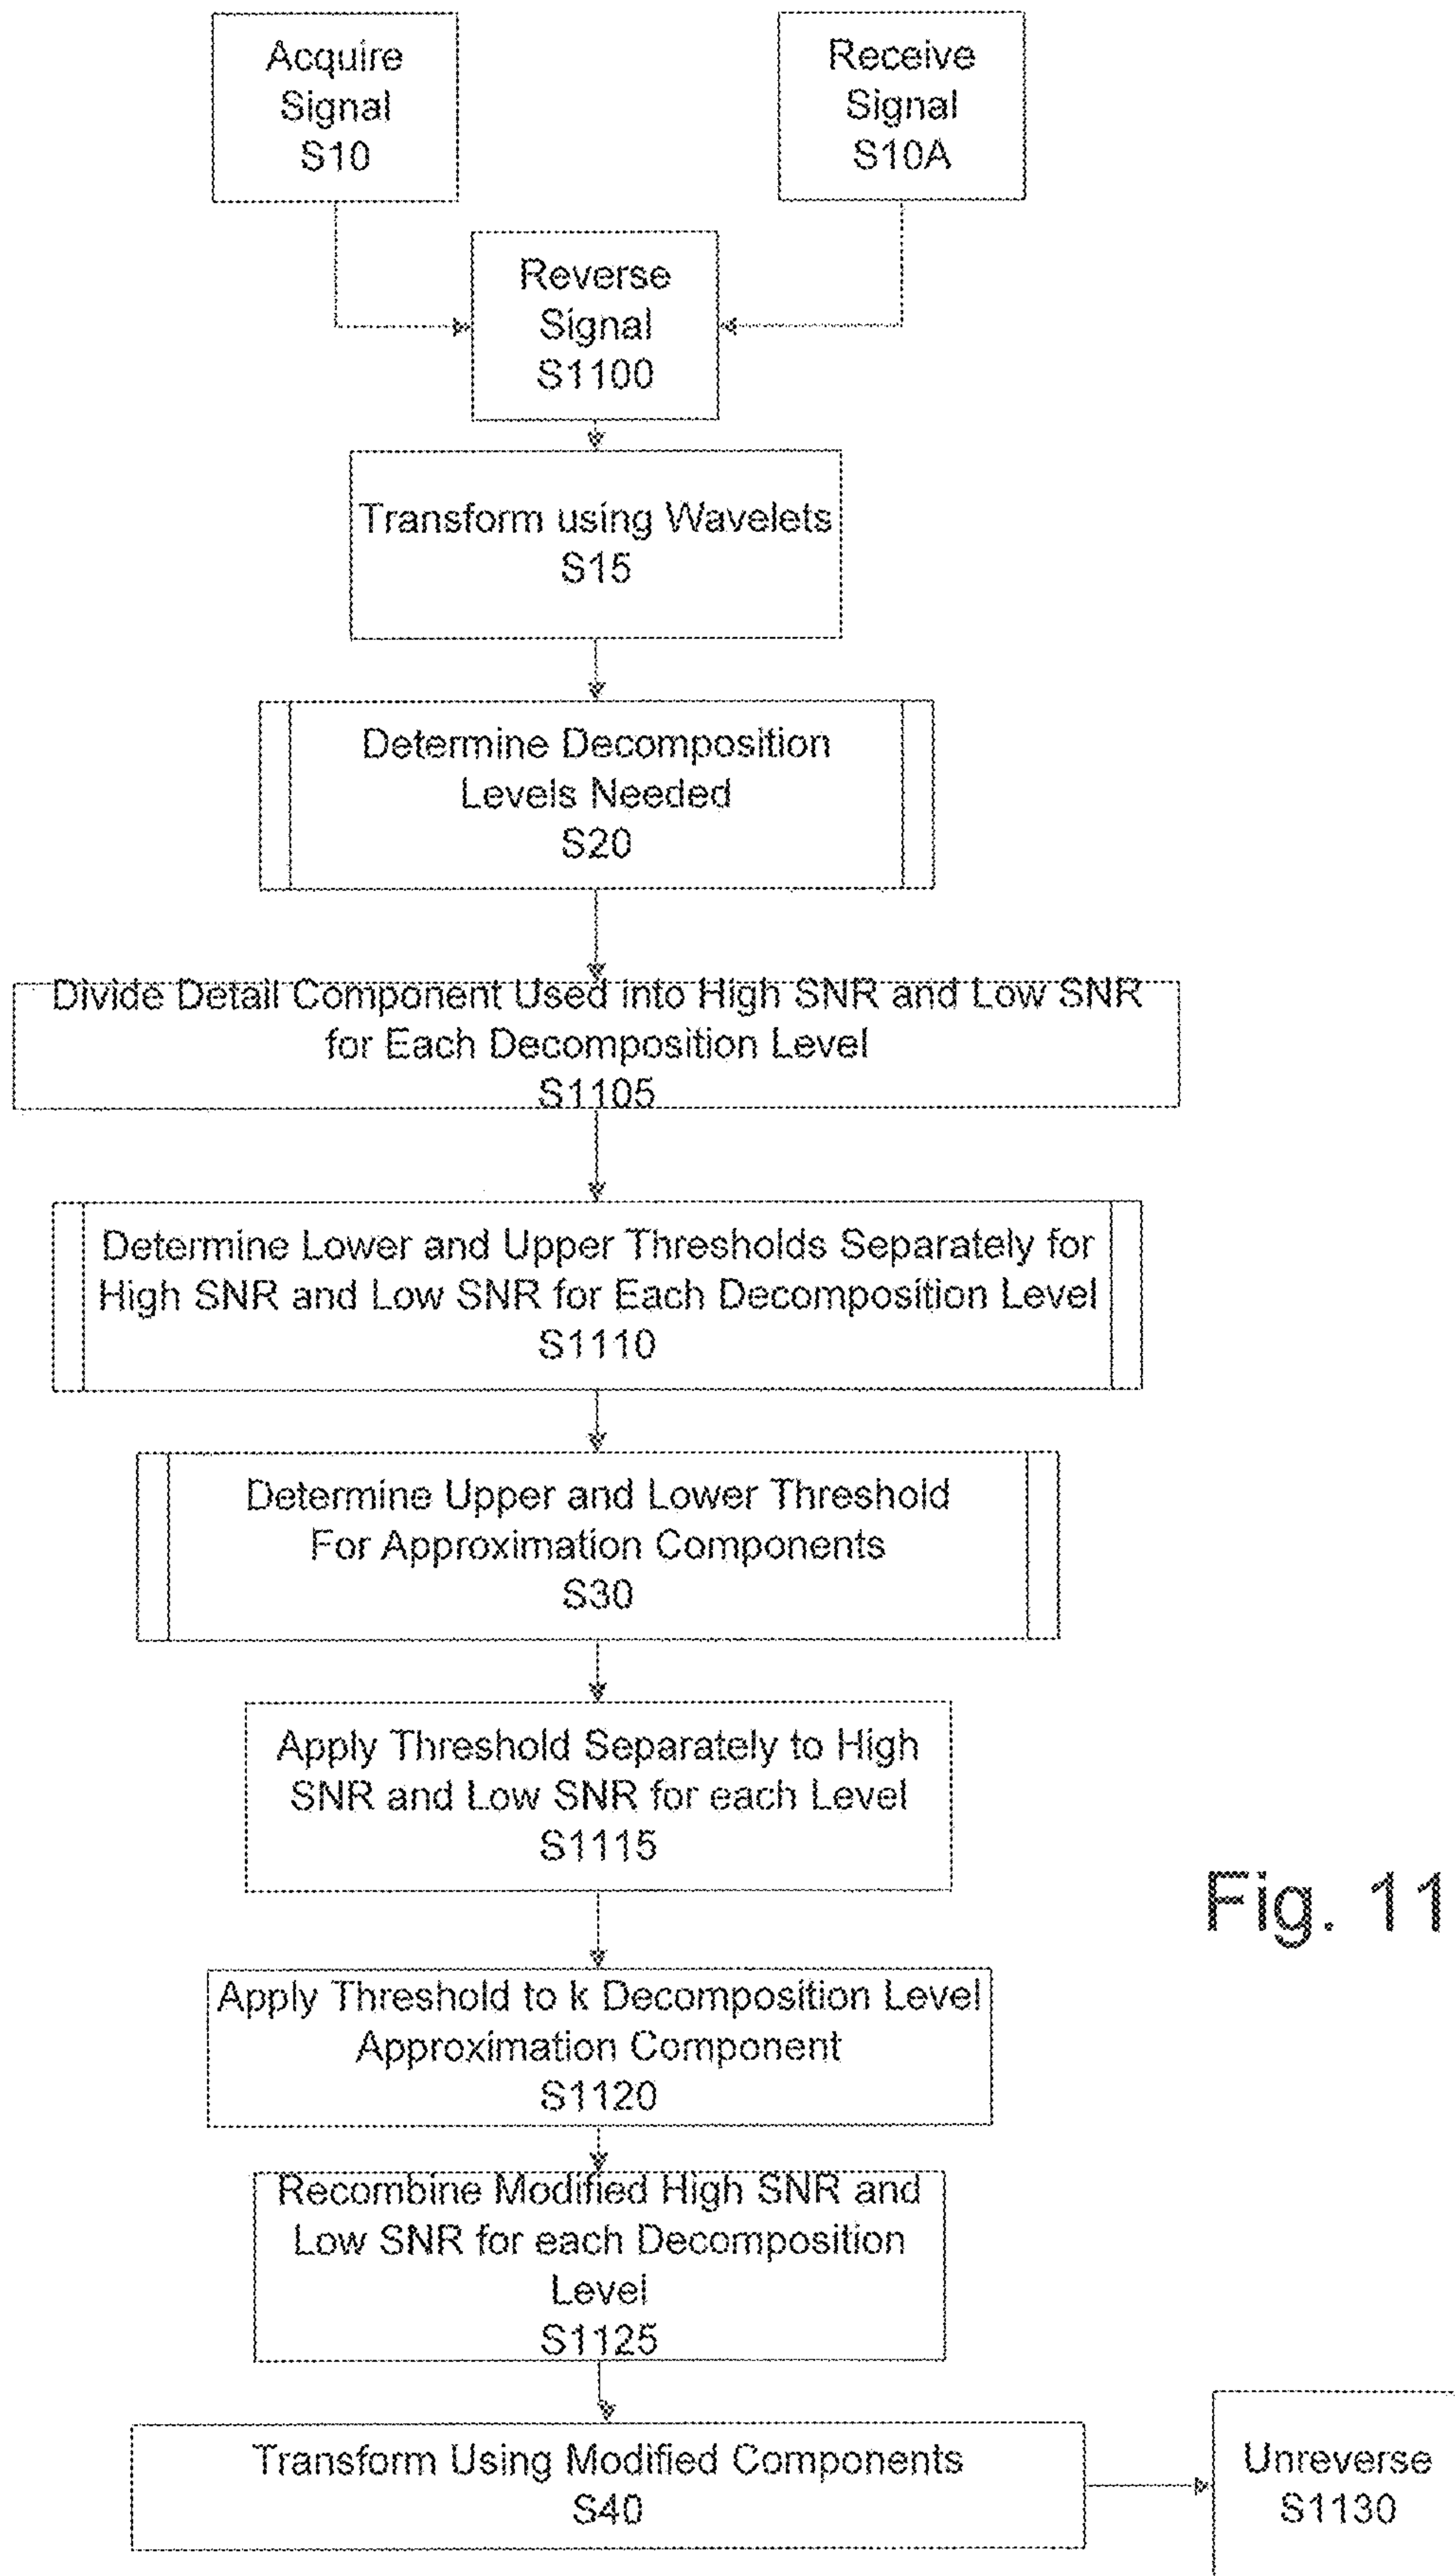 Acquire
Signal
S10
Receive
Signal
S10A
Reverse
Signal
S1100
Transform using Wavelets
S15
Determine Decomposition
Levels Needed
S20
Divide Detail Component Used into High SNR and Low SNR
for Each Decomposition Level
S1105
Determine Lower and Upper Thresholds Separately for
High SNR and Low SNR for Each Decomposition Level
S1110
Determine Upper and Lower Threshold
For Approximation Components
S30
Apply Threshold Separately to High
SNR and Low SNR for each Level
S1115
Fig. 11
Apply Threshold to k Decomposition Level
Approximation Component
S1120
Recombine Modified High SNR and
Low SNR for each Decomposition
Level
S1125
Transform Using Modified Components
S40
Unreverse
S1130